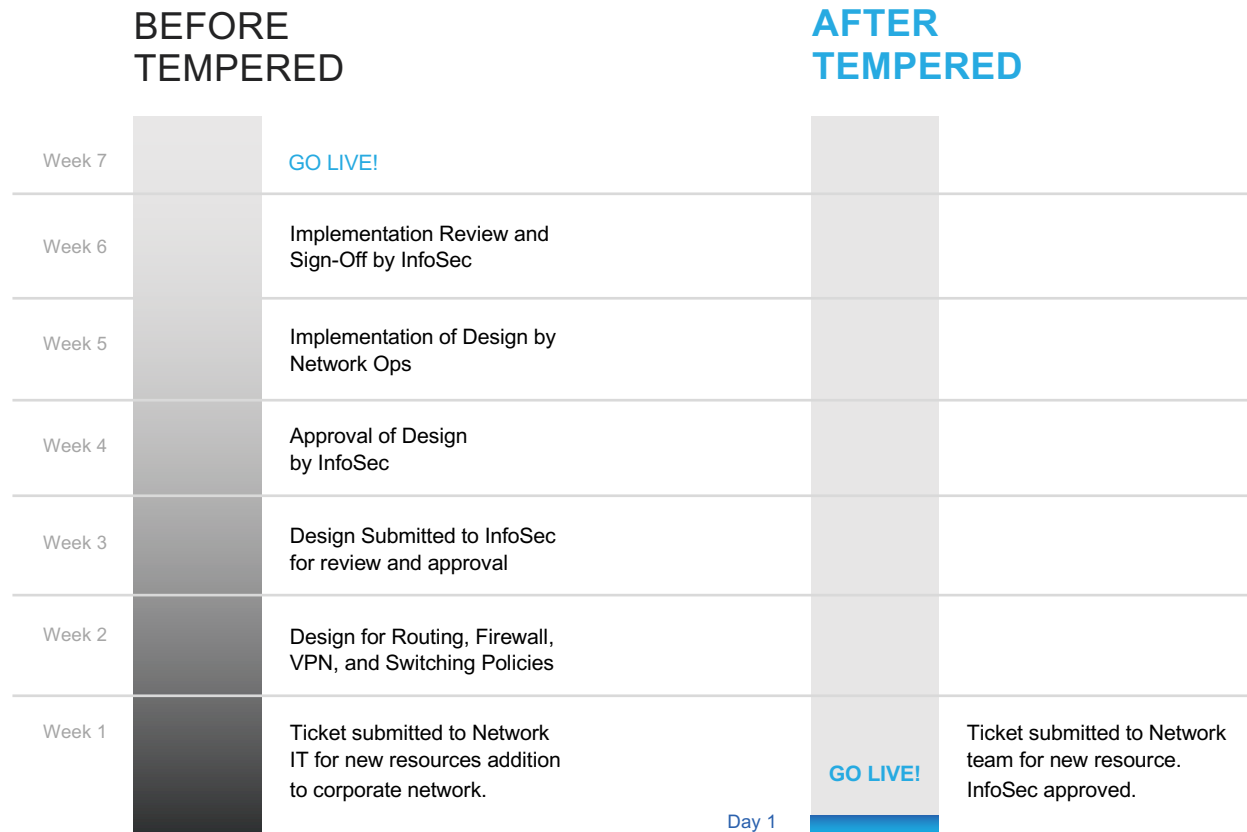 BEFORE
TEMPERED
AFTER
TEMPERED
Week 7
GO LIVE!
Week 6
Implementation Review and
Sign-Off by InfoSec
Week 5
Implementation of Design by
Network Ops
Week 4
Approval of Design
by InfoSec
Week 3
Design Submitted to InfoSec
for review and approval
Week 2
Design for Routing, Firewall,
VPN, and Switching Policies
Week 1
Ticket submitted to Network
IT for new resources addition
to corporate network.
GO LIVE!
Ticket submitted to Network
team for new resource.
InfoSec approved.
Day 1